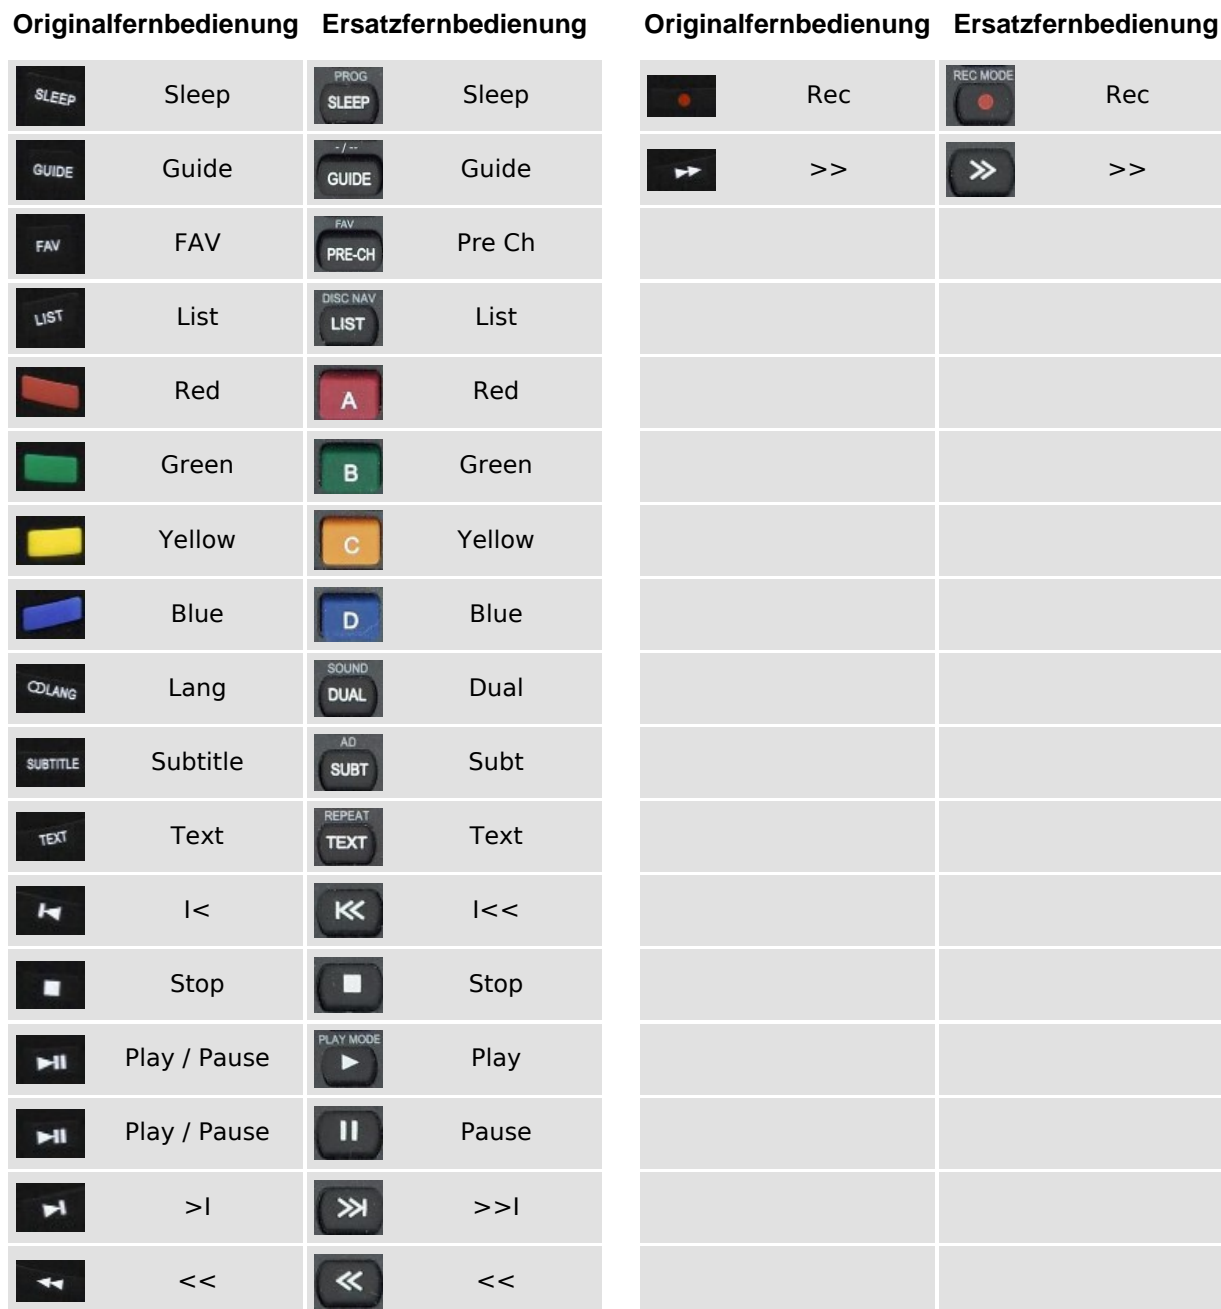 Originalfernbedienung Ersatzfernbedienung Originalfernbedienung Ersatzfernbedienung
SLEEP Sleep PROG SLEEP Sleep Rec REC MODE Rec
GUIDE Guide -/-- GUIDE Guide >> >>
FAV FAV FAV PRE-CH Pre Ch
LIST List DISC NAV LIST List
Red A Red
Green B Green
Yellow C Yellow
Blue D Blue
LANG Lang SOUND DUAL Dual
SUBTITLE Subtitle AD SUBT Subt
TEXT Text REPEAT TEXT Text
I< I<<
Stop Stop
Play / Pause PLAY MODE Play
Play / Pause Pause
>I >>I
<< <<